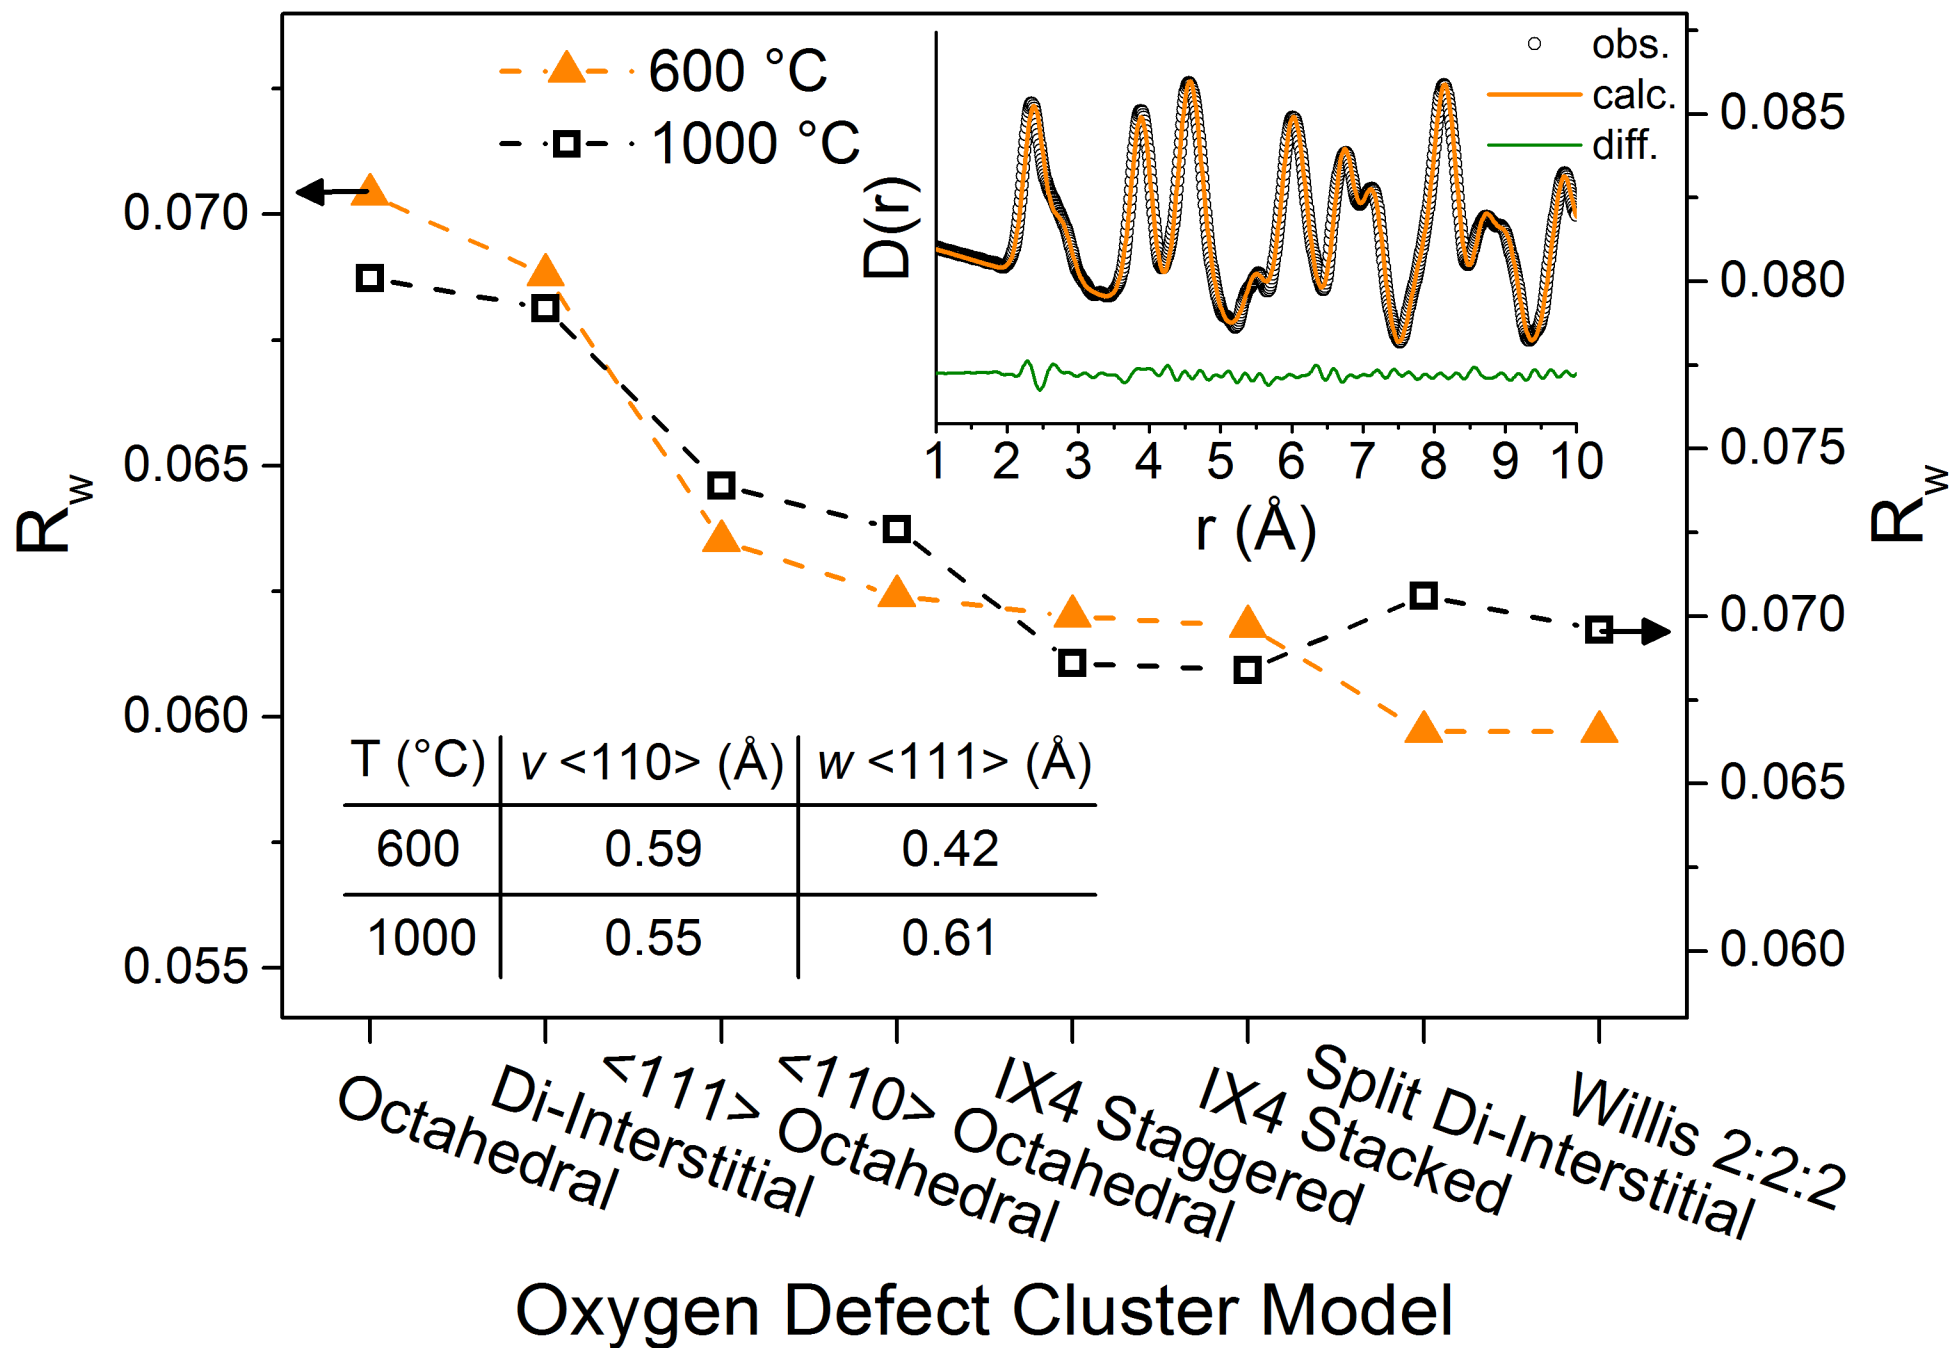 600 °C
1000 °C
obs.
calc.
diff.
D(r)
1 2 3 4 5 6 7 8 9 10
r (Å)
R_w
0.070
0.065
0.060
0.055
R_w
0.085
0.080
0.075
0.070
0.065
0.060
T (°C) v <110> (Å) w <111> (Å)
600 0.59 0.42
1000 0.55 0.61
Octahedral
Di-Interstitial
<111> Octahedral
<110> Octahedral
IX4 Staggered
IX4 Stacked
Split Di-Interstitial
Willis 2:2:2
Oxygen Defect Cluster Model